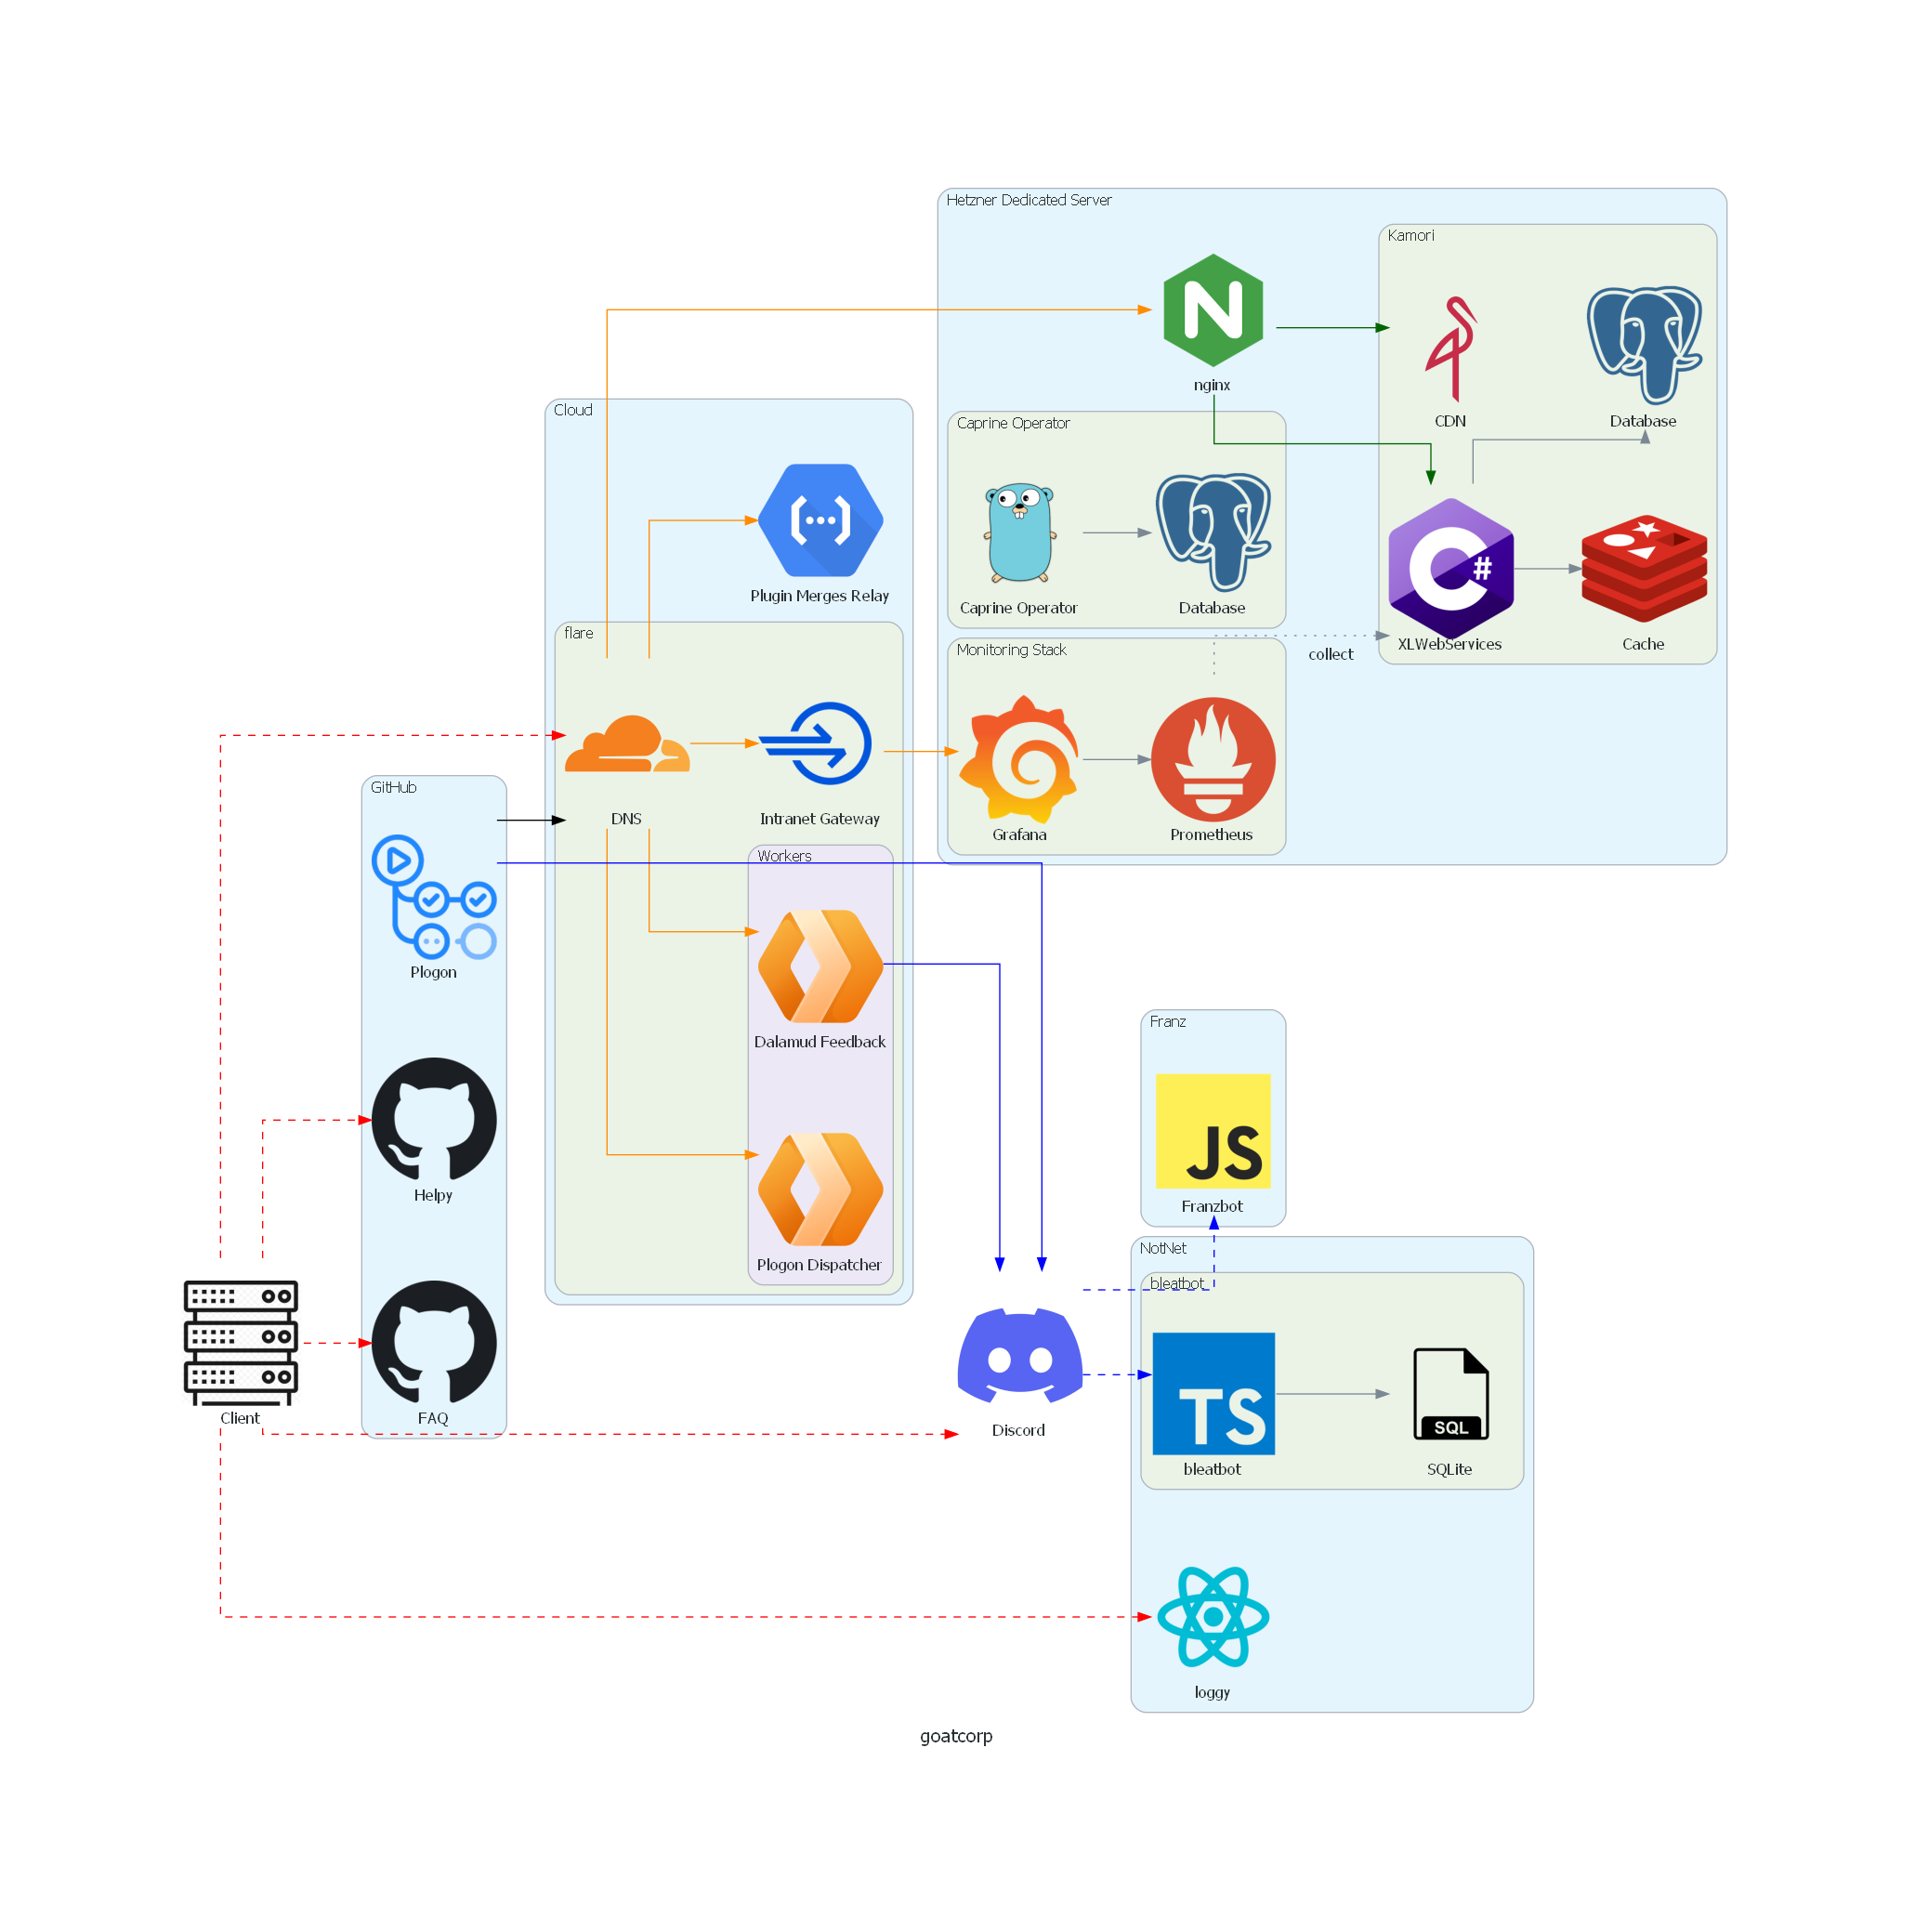 Hetzner Dedicated Server
Kamori
nginx
CDN
Database
Cloud
Caprine Operator
Plugin Merges Relay
Caprine Operator
Database
#
XLWebServices
Cache
flare
Monitoring Stack
collect
DNS
Intranet Gateway
Grafana
Prometheus
GitHub
Workers
Plogon
Dalamud Feedback
Franz
JS
Franzbot
Helpy
Plogon Dispatcher
NotNet
bleatbot
TS
SQL
bleatbot
SQLite
Client
FAQ
Discord
loggy
goatcorp